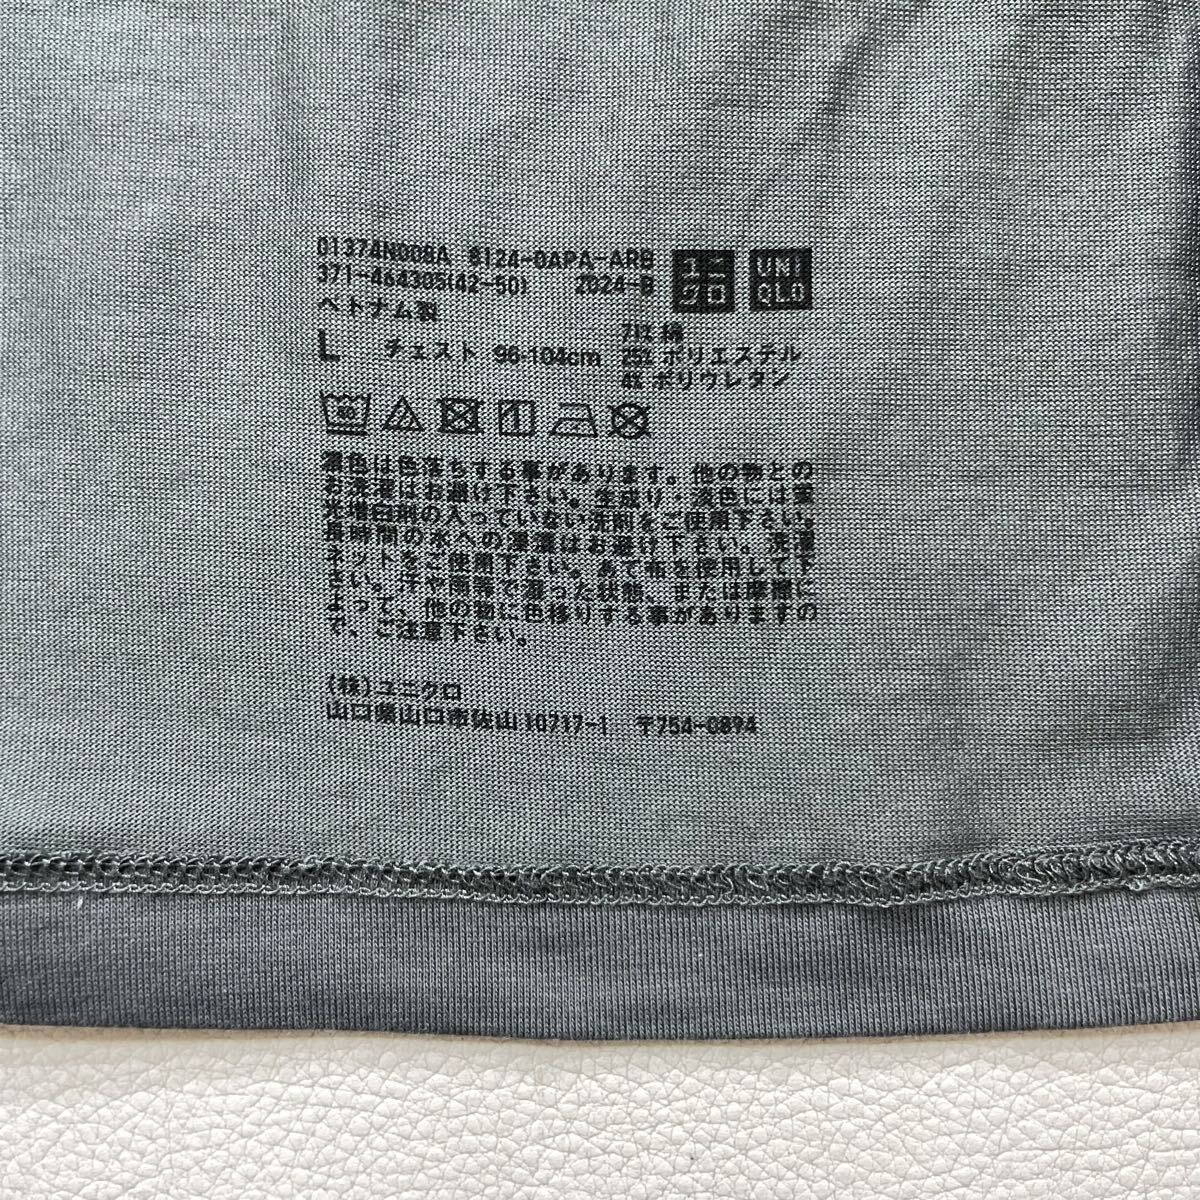 01374N008A 8124-0APA-ARB
371-464305(42-50) 2024-B
ユニクロ
UNIQLO
ベトナム製
L チェスト 96-104cm
71% 綿
25% ポリエステル
4% ポリウレタン
40
1
濃色は色落ちする事があります。他の物との
お洗濯はお避け下さい。生成り・淡色には蛍
光増白剤の入っていない洗剤をご使用下さい。
長時間の水への浸漬はお避け下さい。洗濯
ネットをご使用下さい。あて布を使用して下
さい。汗や雨等で湿った状態、または摩擦に
よって、他の物に色移りする事がありますの
で、ご注意下さい。
(株)ユニクロ
山口県山口市佐山10717-1 〒754-0894